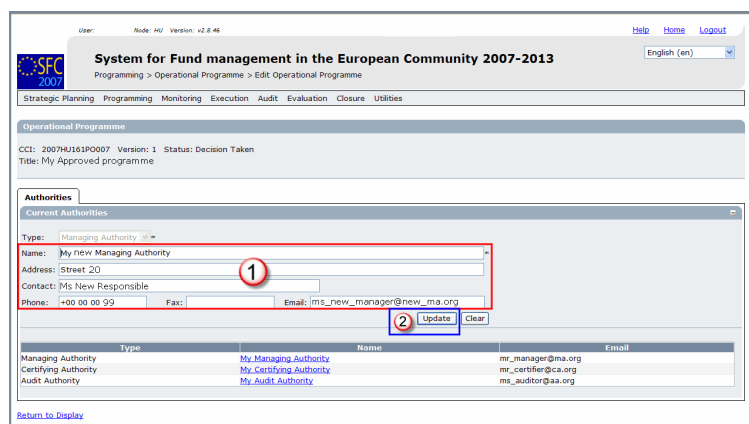 User: Node: HU Version: v2.8.46 Help Home Logout
SFC 2007
System for Fund management in the European Community 2007-2013
English (en)
Programming > Operational Programme > Edit Operational Programme
Strategic Planning Programming Monitoring Execution Audit Evaluation Closure Utilities
Operational Programme
CCI: 2007HU161PO007 Version: 1 Status: Decision Taken
Title: My Approved programme
Authorities
Current Authorities
Type: Managing Authority *
Name: My new Managing Authority *
Address: Street 20
1
Contact: Ms New Responsible
Phone: +00 00 00 99 Fax: Email: ms_new_manager@new_ma.org
2 Update Clear
Type Name Email
Managing Authority My Managing Authority mr_manager@ma.org
Certifying Authority My Certifying Authority mr_certifier@ca.org
Audit Authority My Audit Authority ms_auditor@aa.org
Return to Display